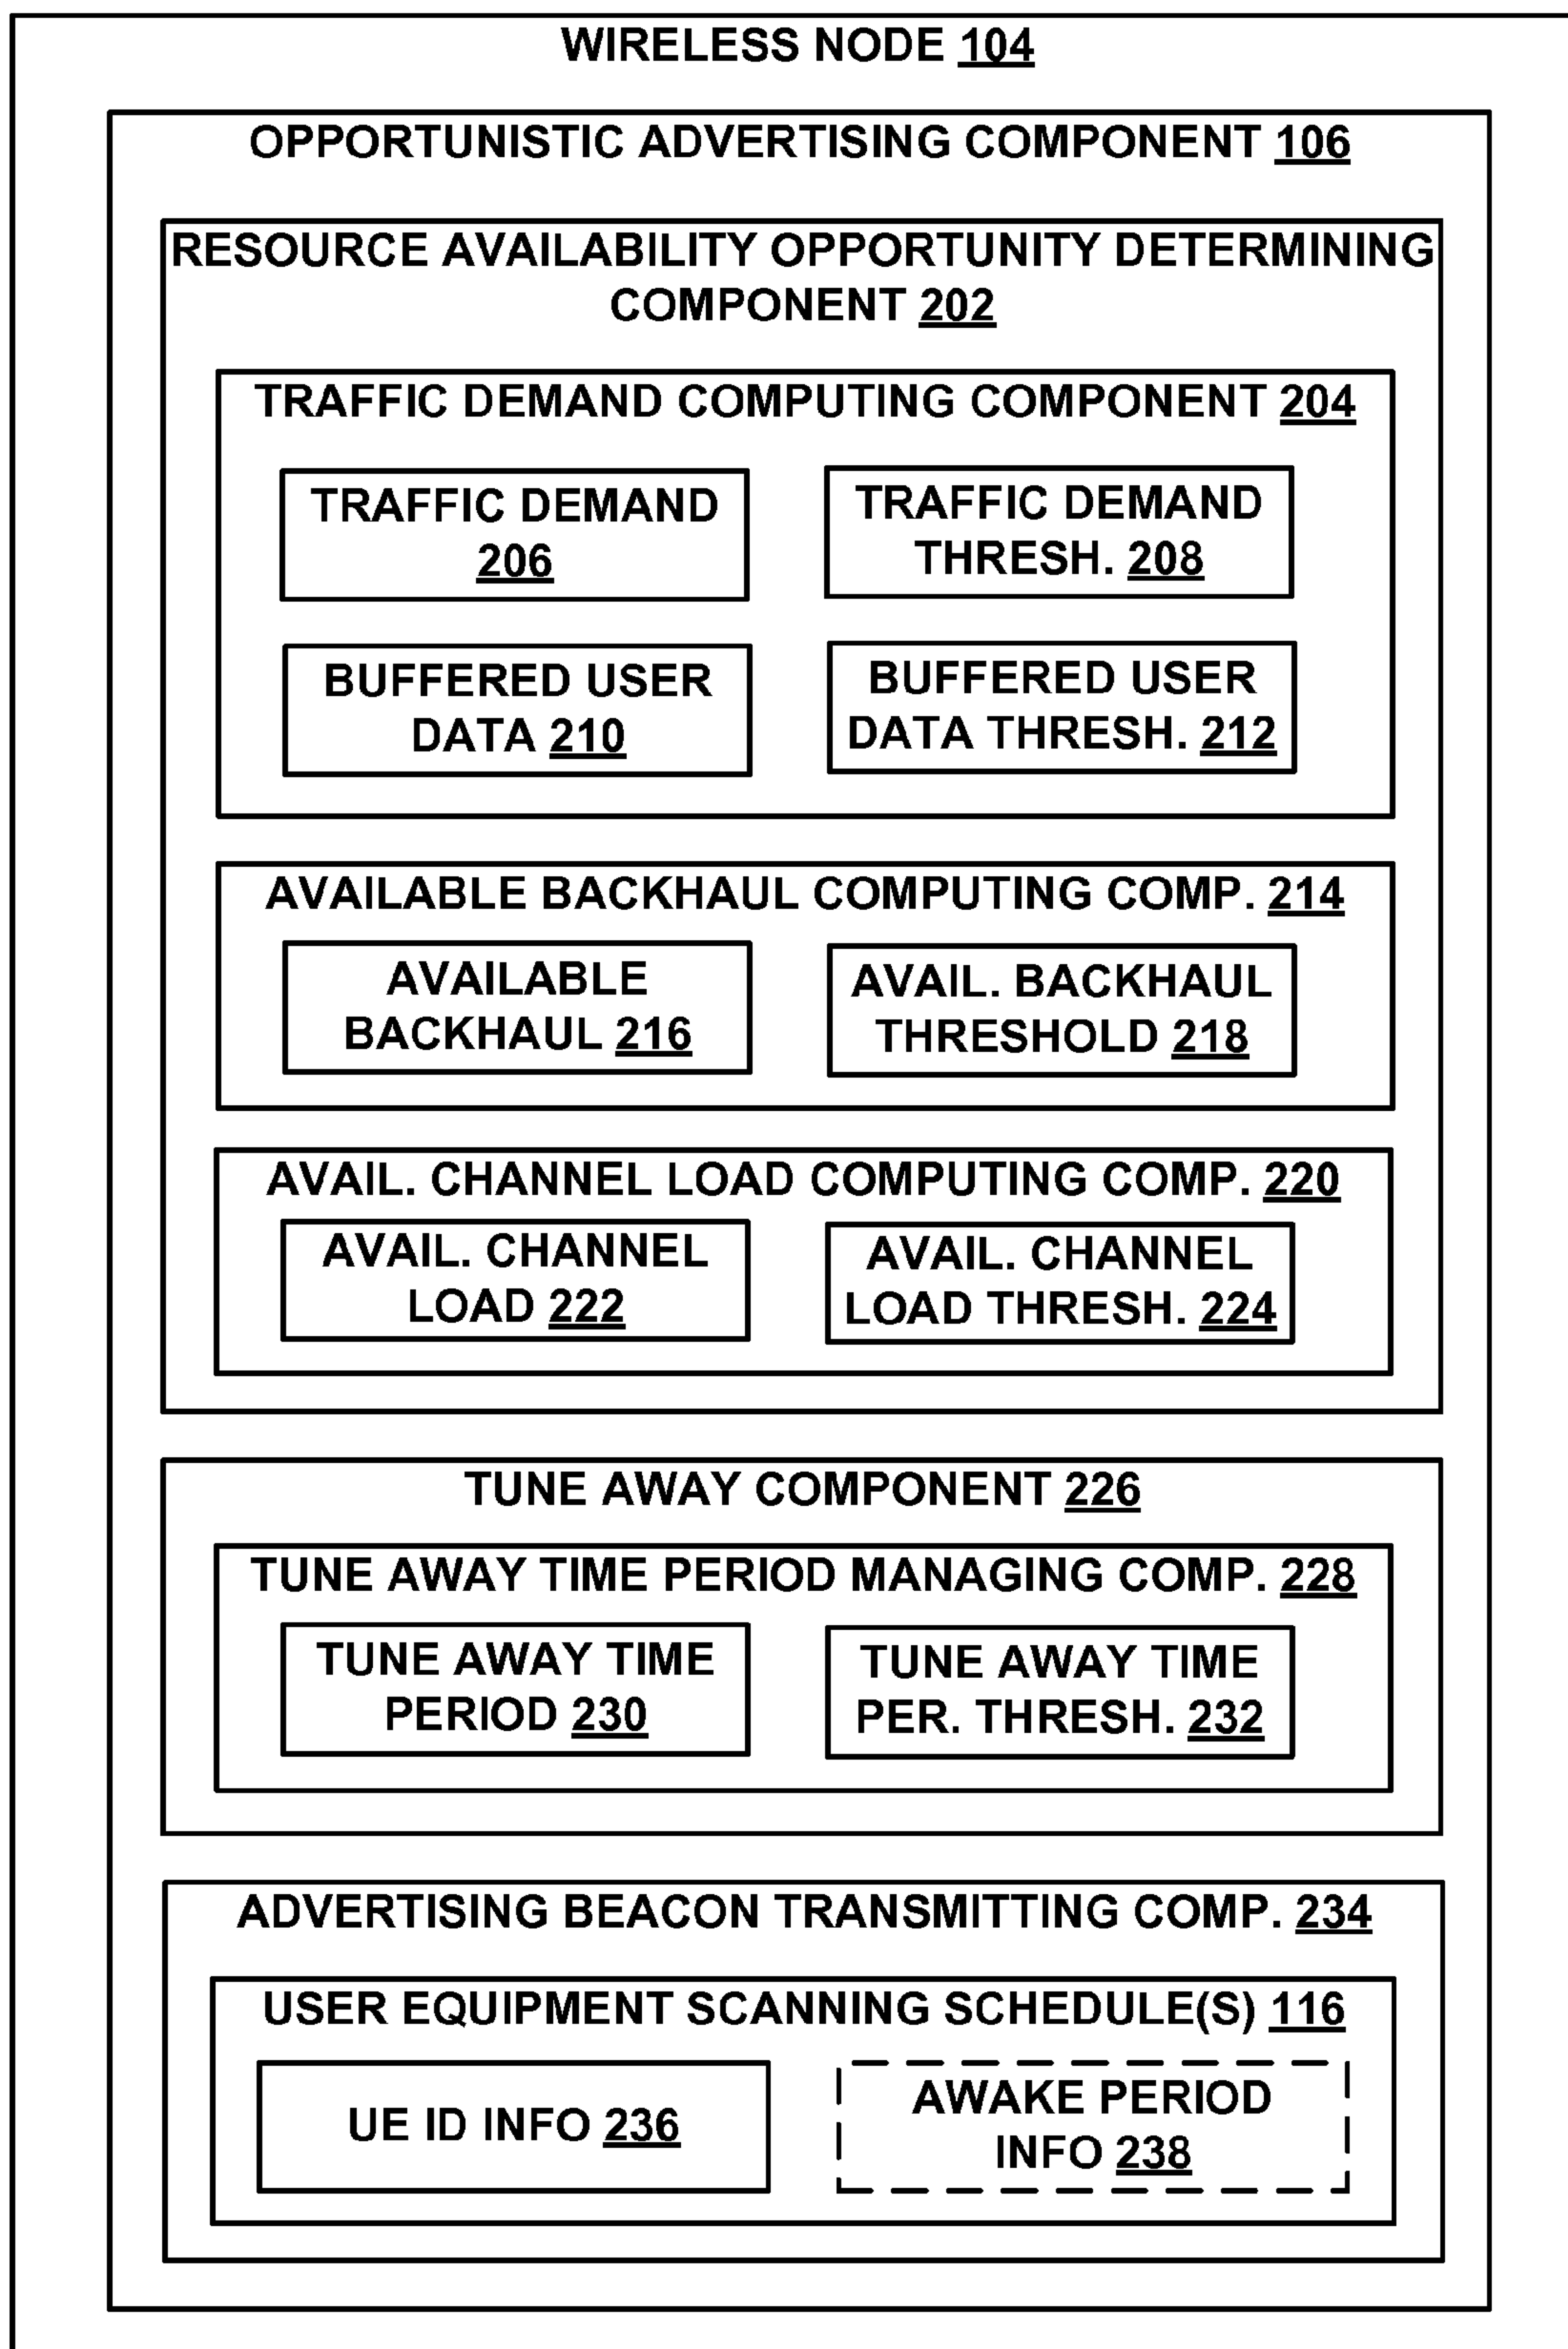 WIRELESS NODE 104
OPPORTUNISTIC ADVERTISING COMPONENT 106
RESOURCE AVAILABILITY OPPORTUNITY DETERMINING
COMPONENT 202
TRAFFIC DEMAND COMPUTING COMPONENT 204
TRAFFIC DEMAND
206
TRAFFIC DEMAND
THRESH. 208
BUFFERED USER
DATA 210
BUFFERED USER
DATA THRESH. 212
AVAILABLE BACKHAUL COMPUTING COMP. 214
AVAILABLE
BACKHAUL 216
AVAIL. BACKHAUL
THRESHOLD 218
AVAIL. CHANNEL LOAD COMPUTING COMP. 220
AVAIL. CHANNEL
LOAD 222
AVAIL. CHANNEL
LOAD THRESH. 224
TUNE AWAY COMPONENT 226
TUNE AWAY TIME PERIOD MANAGING COMP. 228
TUNE AWAY TIME
PERIOD 230
TUNE AWAY TIME
PER. THRESH. 232
ADVERTISING BEACON TRANSMITTING COMP. 234
USER EQUIPMENT SCANNING SCHEDULE(S) 116
UE ID INFO 236
AWAKE PERIOD
INFO 238